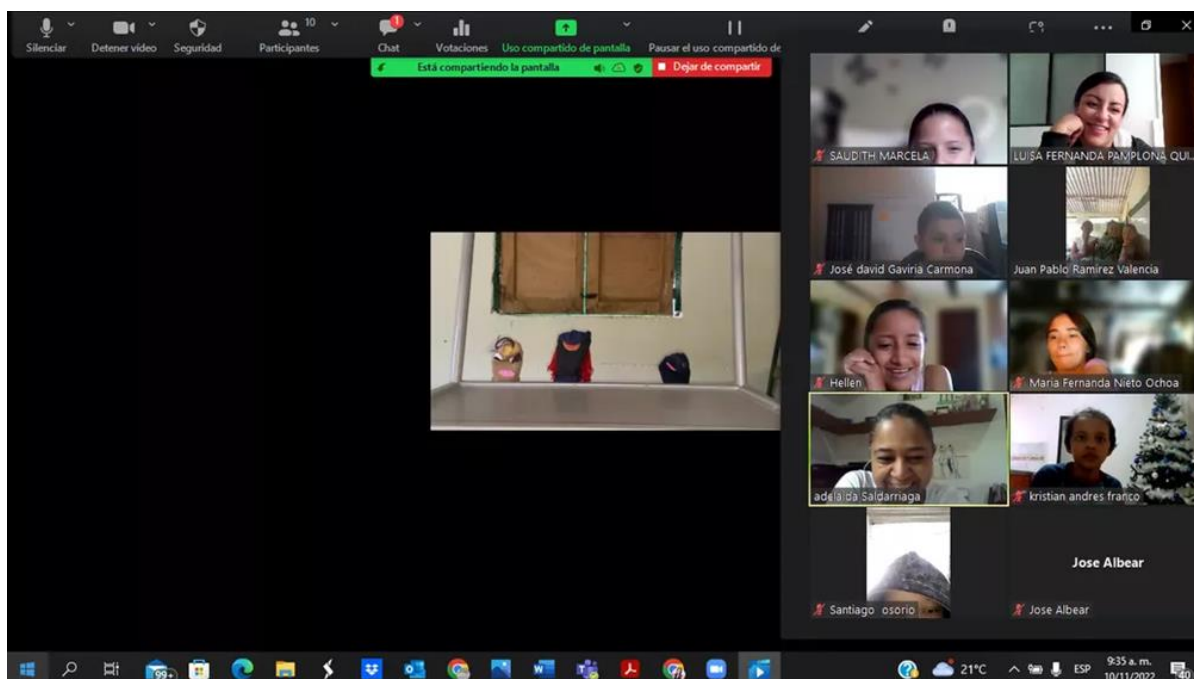 10
1
Silenciar Detener vídeo Seguridad Participantes Chat Votaciones Uso compartido de pantalla Pausar el uso compartido de
Está compartiendo la pantalla Dejar de compartir
SAUDITH MARCELA LUISA FERNANDA PAMPLONA QUI...
José david Gaviria Carmona Juan Pablo Ramirez Valencia
Hellen Maria Fernanda Nieto Ochoa
adelaida Saldarriaga kristian andres franco
Jose Albear
Santiago osorio Jose Albear
99+ 21°C ESP 9:35 a. m.
10/11/2022 40